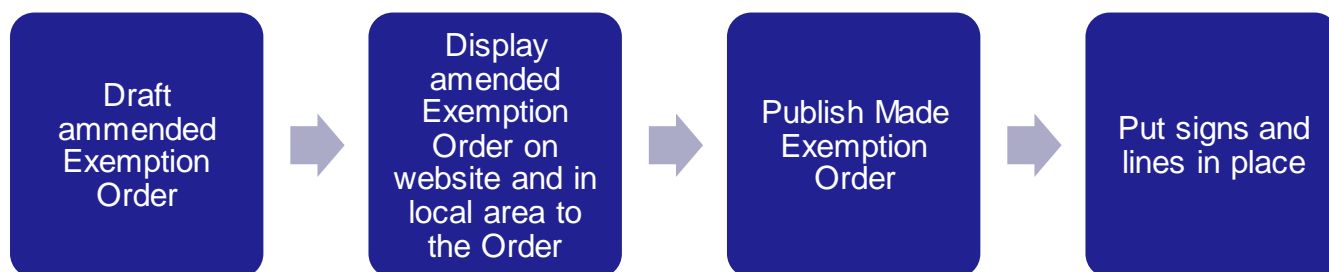 Draft
ammended
Exemption
Order
Display
amended
Exemption
Order on
website and in
local area to
the Order
Publish Made
Exemption
Order
Put signs and
lines in place